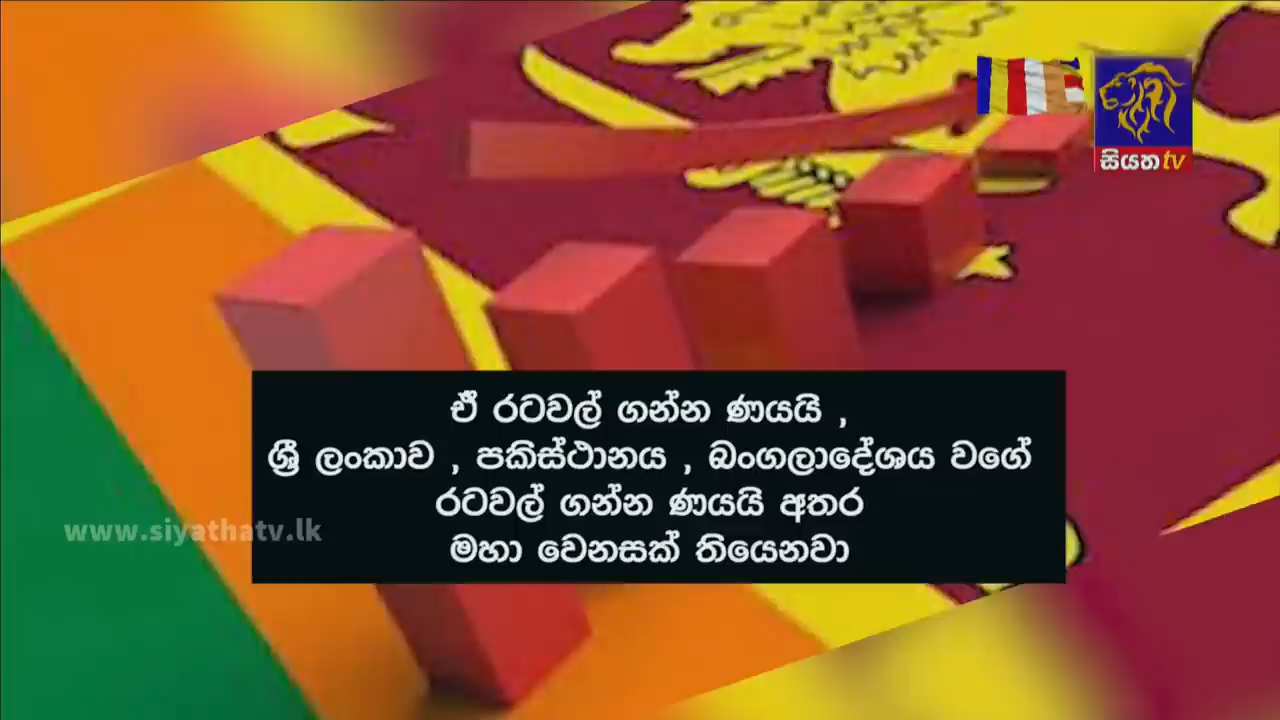 සියත tv
ඒ රටවල් ගන්න ණයයි ,
ශ්‍රී ලංකාව , පකිස්ථානය , බංගලාදේශය වගේ
රටවල් ගන්න ණයයි අතර
මහා වෙනසක් තියෙනවා
www.siyathatv.lk